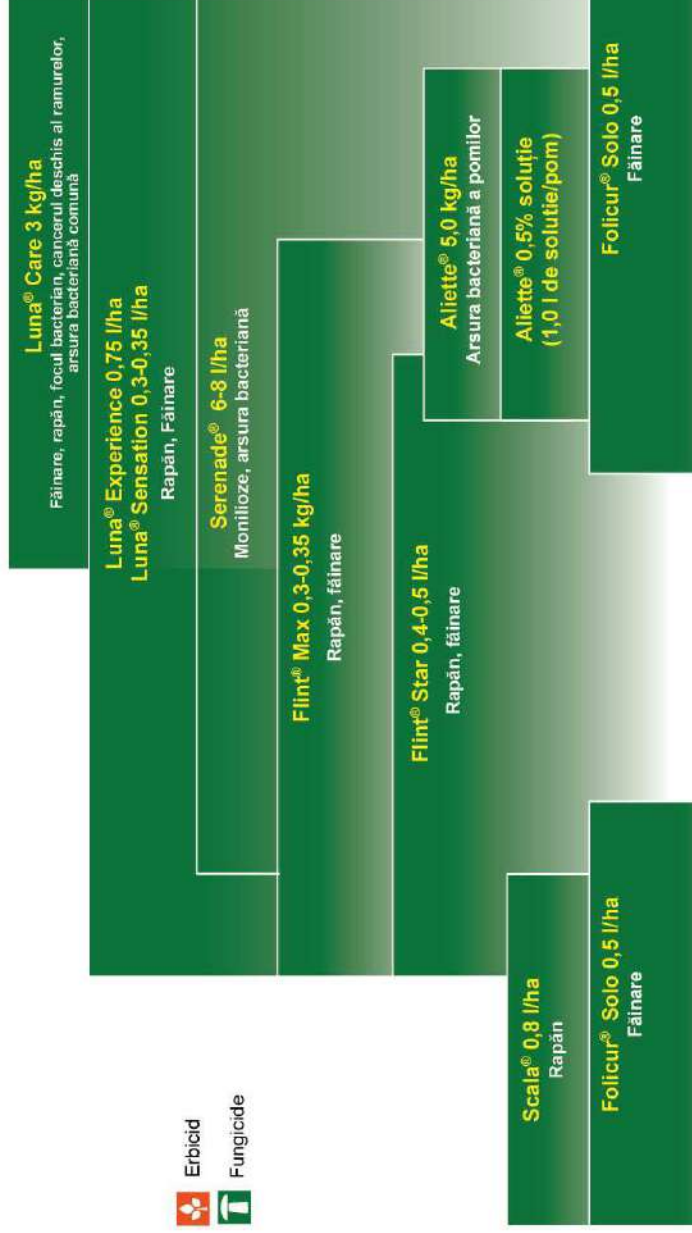 Luna® Care 3 kg/ha
Făinare, rapăn, focul bacterian, cancerul deschis al ramurelor,
arsura bacteriană comună
Luna® Experience 0,75 l/ha
Luna® Sensation 0,3-0,35 l/ha
Rapăn, Făinare
Serenade® 6-8 l/ha
Monilioze, arsura bacteriană
Flint® Max 0,3-0,35 kg/ha
Rapăn, făinare
Flint® Star 0,4-0,5 l/ha
Rapăn, făinare
Aliette® 5,0 kg/ha
Arsura bacteriană a pomilor
Aliette® 0,5% soluție
(1,0 l de solutie/pom)
Scala® 0,8 l/ha
Rapăn
Folicur® Solo 0,5 l/ha
Făinare
Folicur® Solo 0,5 l/ha
Făinare
Erbicid
Fungicide